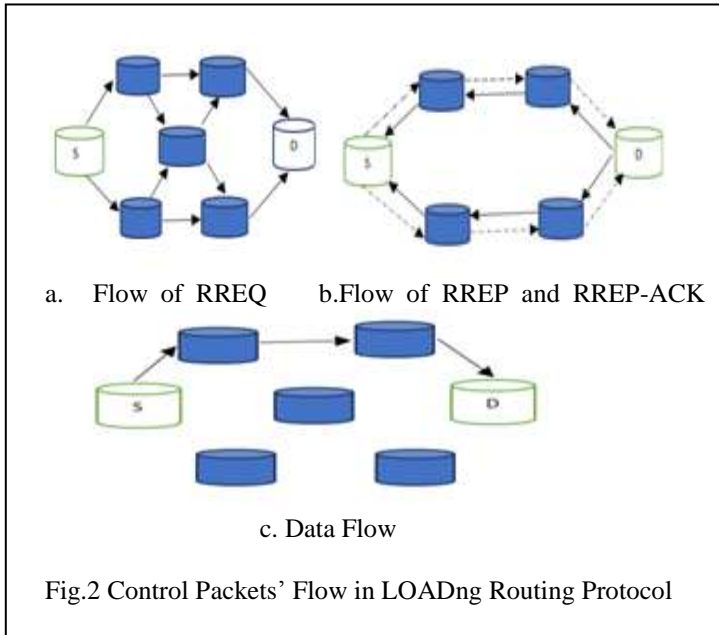 S
D
S
D
a. Flow of RREQ b.Flow of RREP and RREP-ACK
S
D
c. Data Flow
Fig.2 Control Packets’ Flow in LOADng Routing Protocol